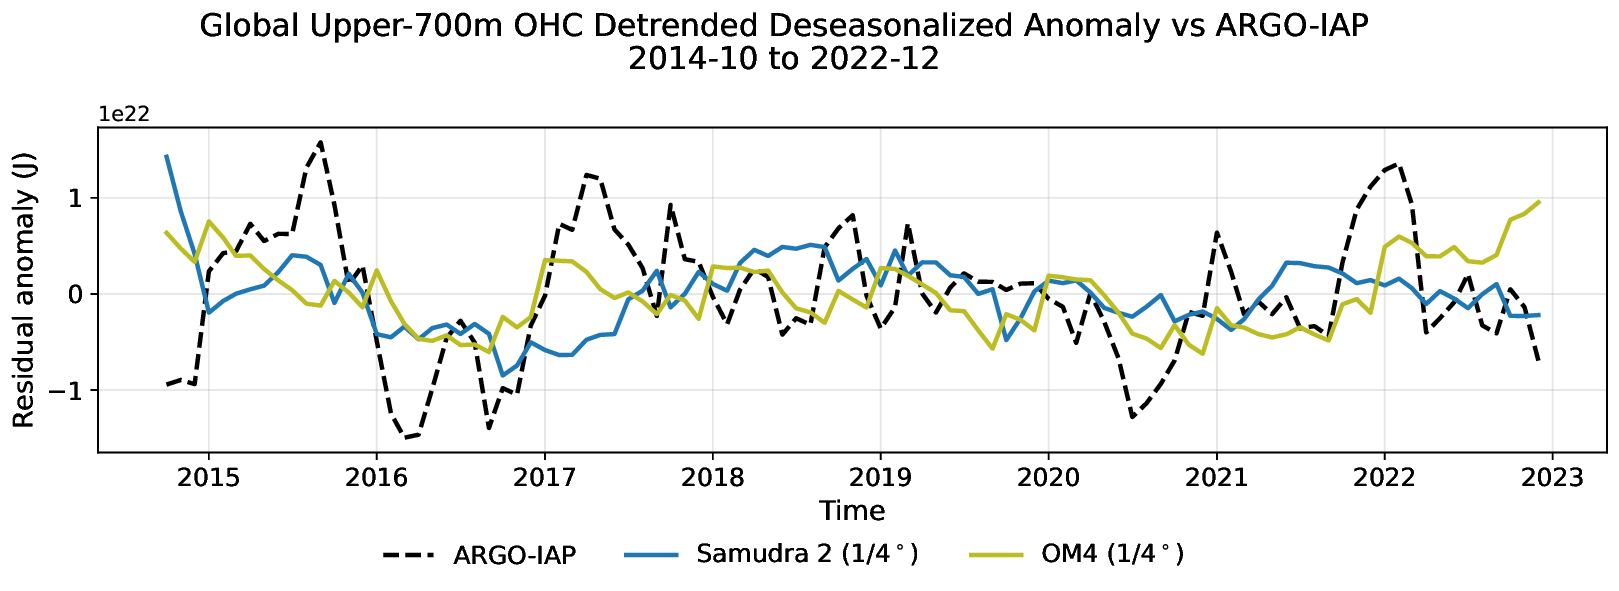 Global Upper-700m OHC Detrended Deseasonalized Anomaly vs ARGO-IAP
2014-10 to 2022-12
1e22
Residual anomaly (J)
1
0
−1
2015 2016 2017 2018 2019 2020 2021 2022 2023
Time
ARGO-IAP Samudra 2 (1/4°) OM4 (1/4°)